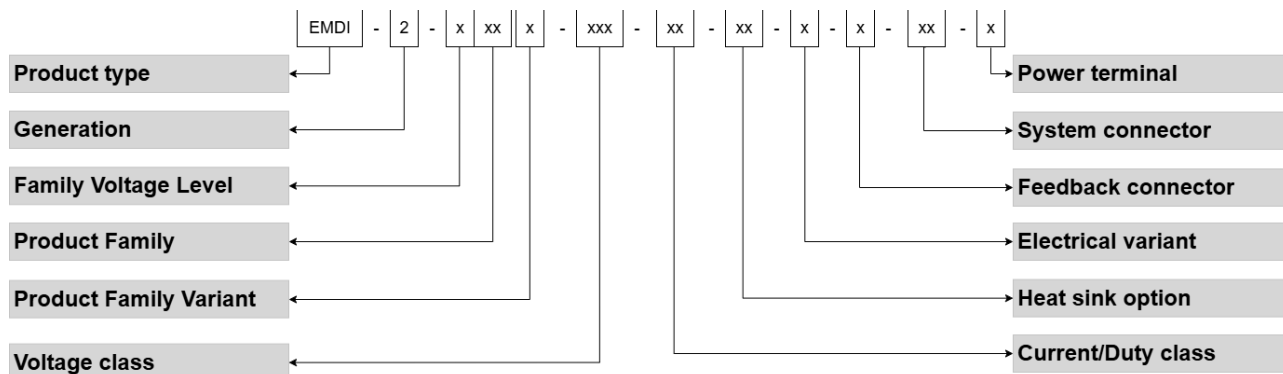 EMDI - 2 - x xx x - xxx - xx - xx - x - x - xx - x
Product type
Generation
Family Voltage Level
Product Family
Product Family Variant
Voltage class
Power terminal
System connector
Feedback connector
Electrical variant
Heat sink option
Current/Duty class